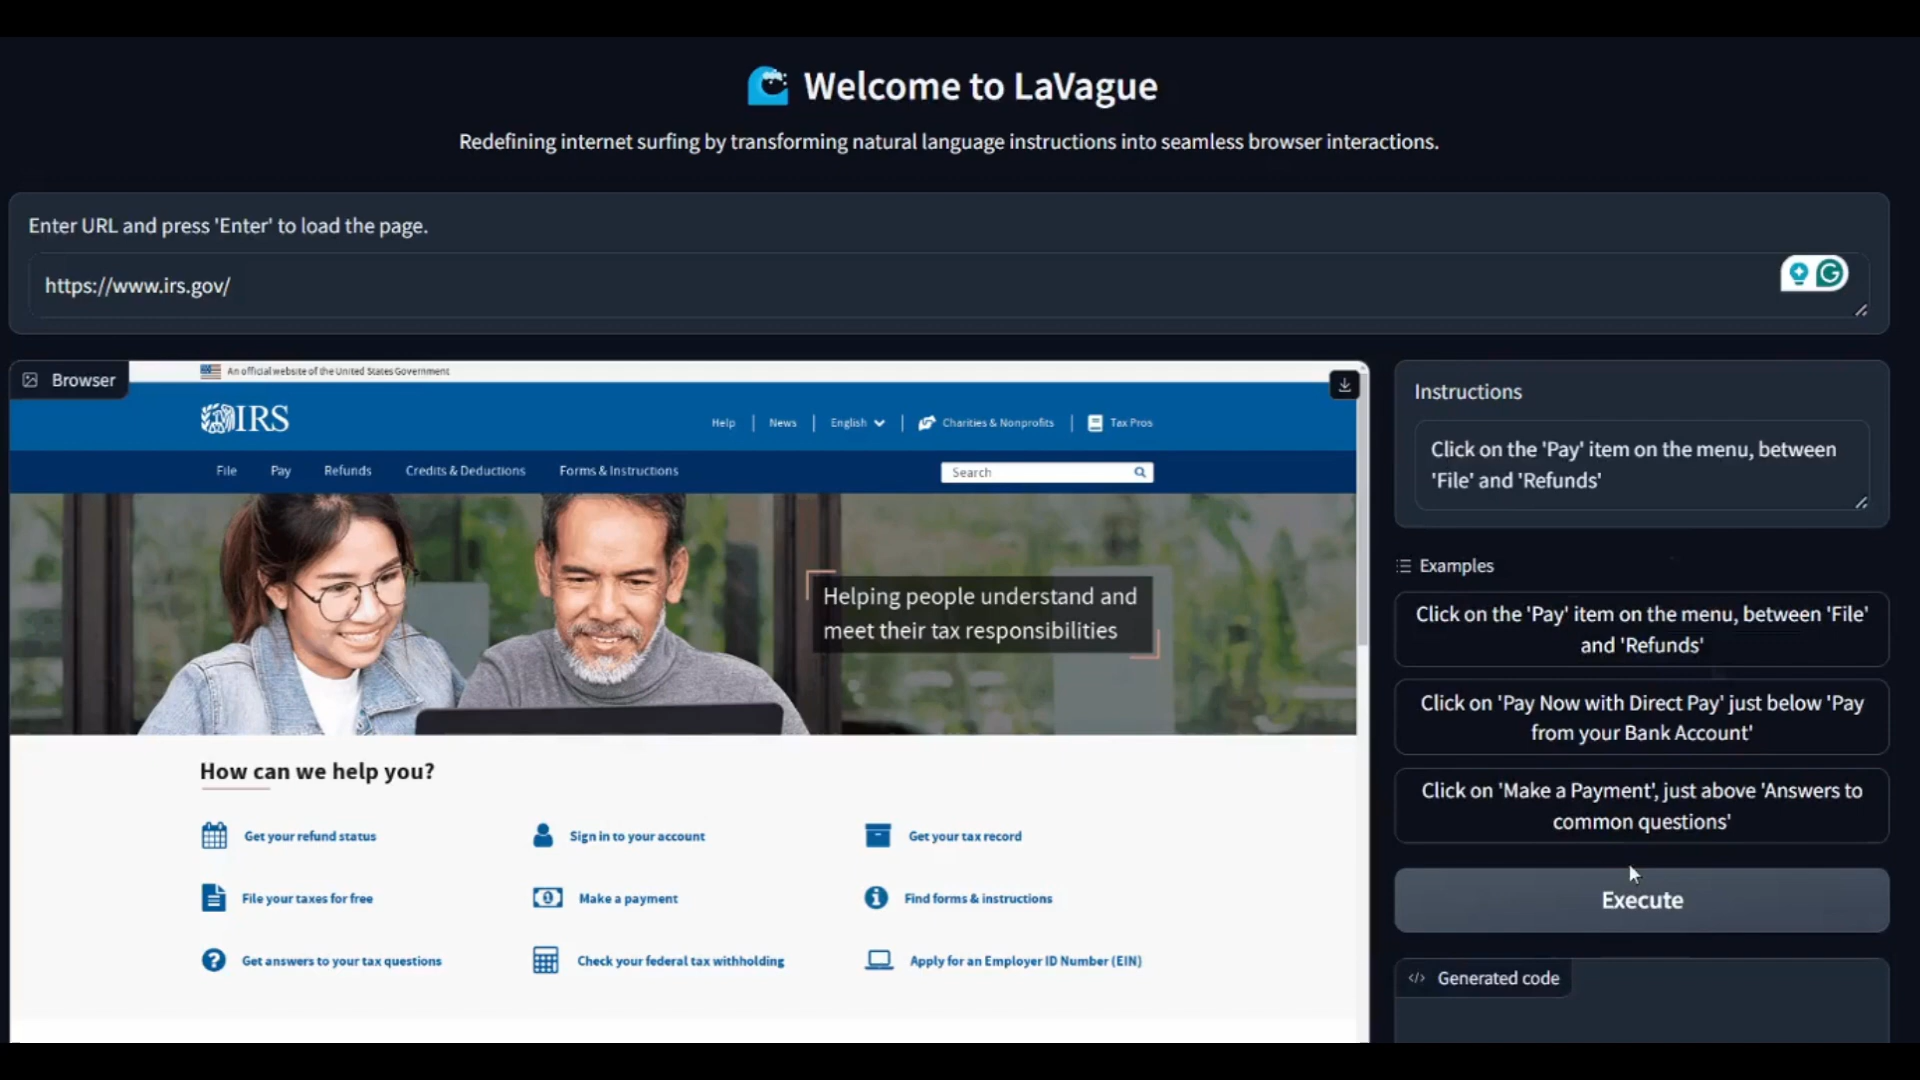 Welcome to LaVague
Redefining internet surfing by transforming natural language instructions into seamless browser interactions.
Enter URL and press 'Enter' to load the page.
https://www.irs.gov/
Browser
An official website of the United States Government
IRS
Help
News
English
Charities & Nonprofits
Tax Pros
File
Pay
Refunds
Credits & Deductions
Forms & Instructions
Search
Helping people understand and
meet their tax responsibilities
How can we help you?
Get your refund status
Sign in to your account
Get your tax record
File your taxes for free
Make a payment
Find forms & instructions
Get answers to your tax questions
Check your federal tax withholding
Apply for an Employer ID Number (EIN)
Instructions
Click on the 'Pay' item on the menu, between
'File' and 'Refunds'
Examples
Click on the 'Pay' item on the menu, between 'File'
and 'Refunds'
Click on 'Pay Now with Direct Pay' just below 'Pay
from your Bank Account'
Click on 'Make a Payment', just above 'Answers to
common questions'
Execute
Generated code